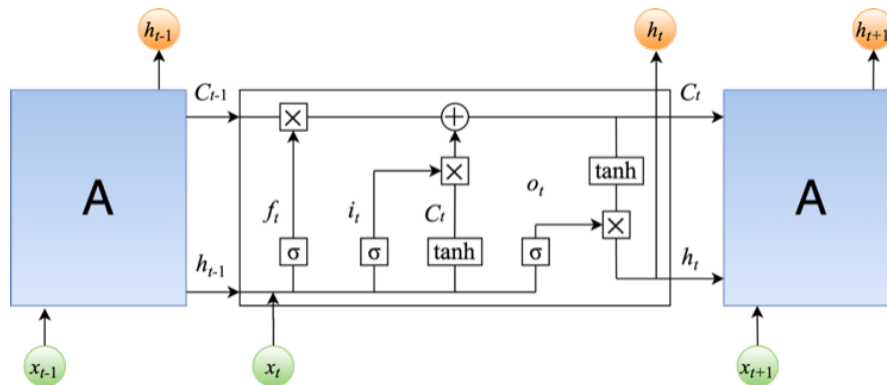 h_{t-1} h_t h_{t+1}
C_{t-1} C_t
× +
A × tanh A
f_t i_t C_t o_t ×
σ σ tanh σ
h_{t-1} h_t
x_{t-1} x_t x_{t+1}